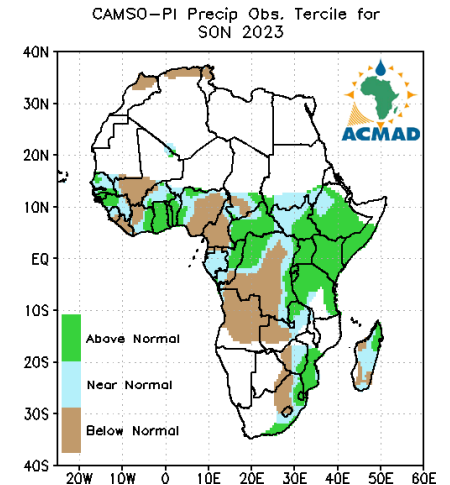 CAMSO-PI Precip Obs. Tercile for
SON 2023
40N
30N
20N
10N
EQ
10S
20S
30S
40S
ACMAD
Above Normal
Near Normal
Below Normal
20W 10W 0 10E 20E 30E 40E 50E 60E